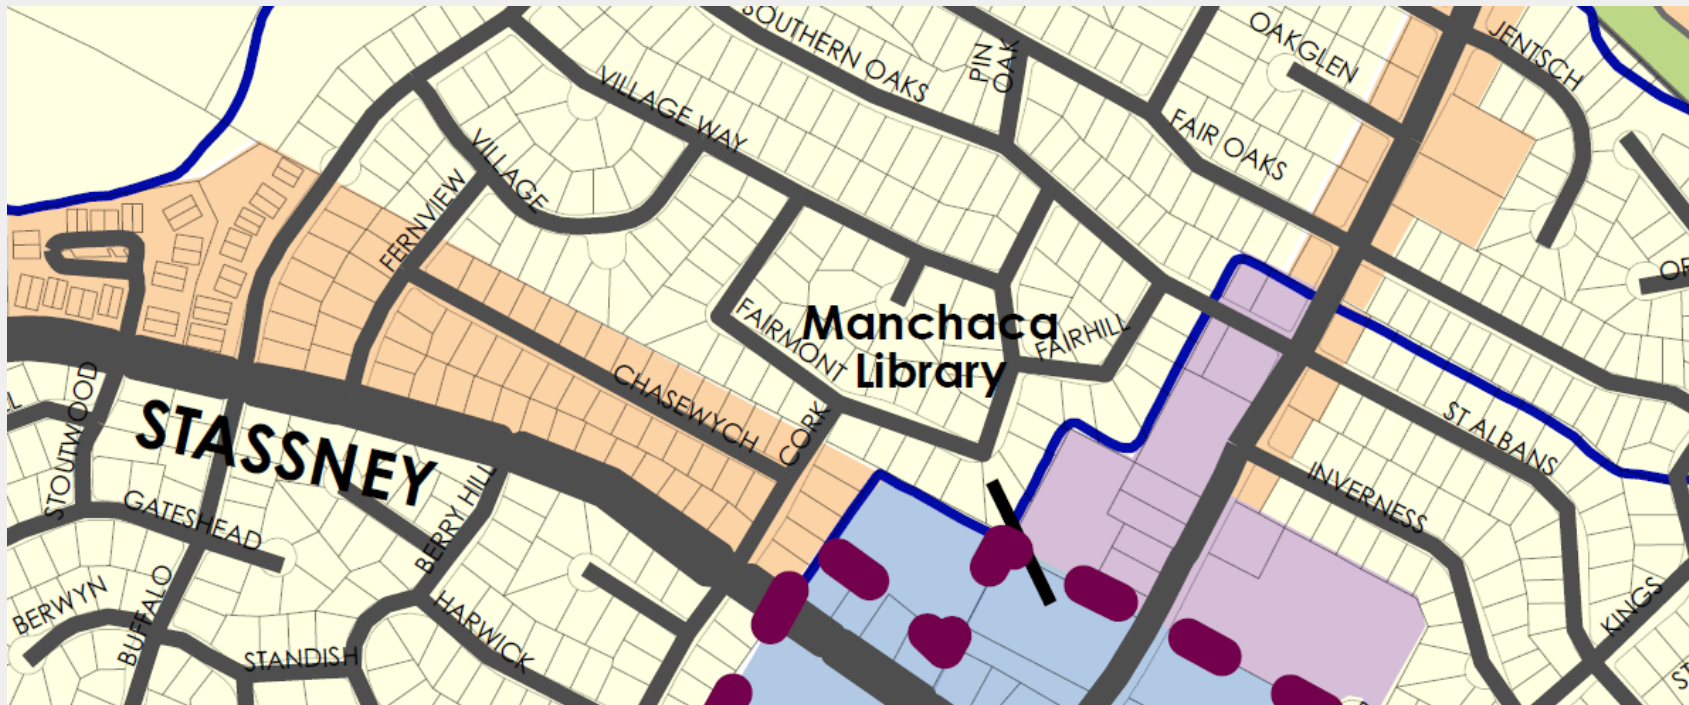 SOUTHERN OAKS
PIN
OAK
OAKGLEN
JENTSCH
VILLAGE WAY
FAIR OAKS
VILLAGE
FERNVIEW
Manchaca
Library
FAIRMONT
FAIRHILL
CHASEWYCH
CORK
STOUTWOOD
STASSNEY
ST ALBANS
INVERNESS
GATESHEAD
BERRY HILL
BERWYN
BUFFALO
HARWICK
STANDISH
KINGS